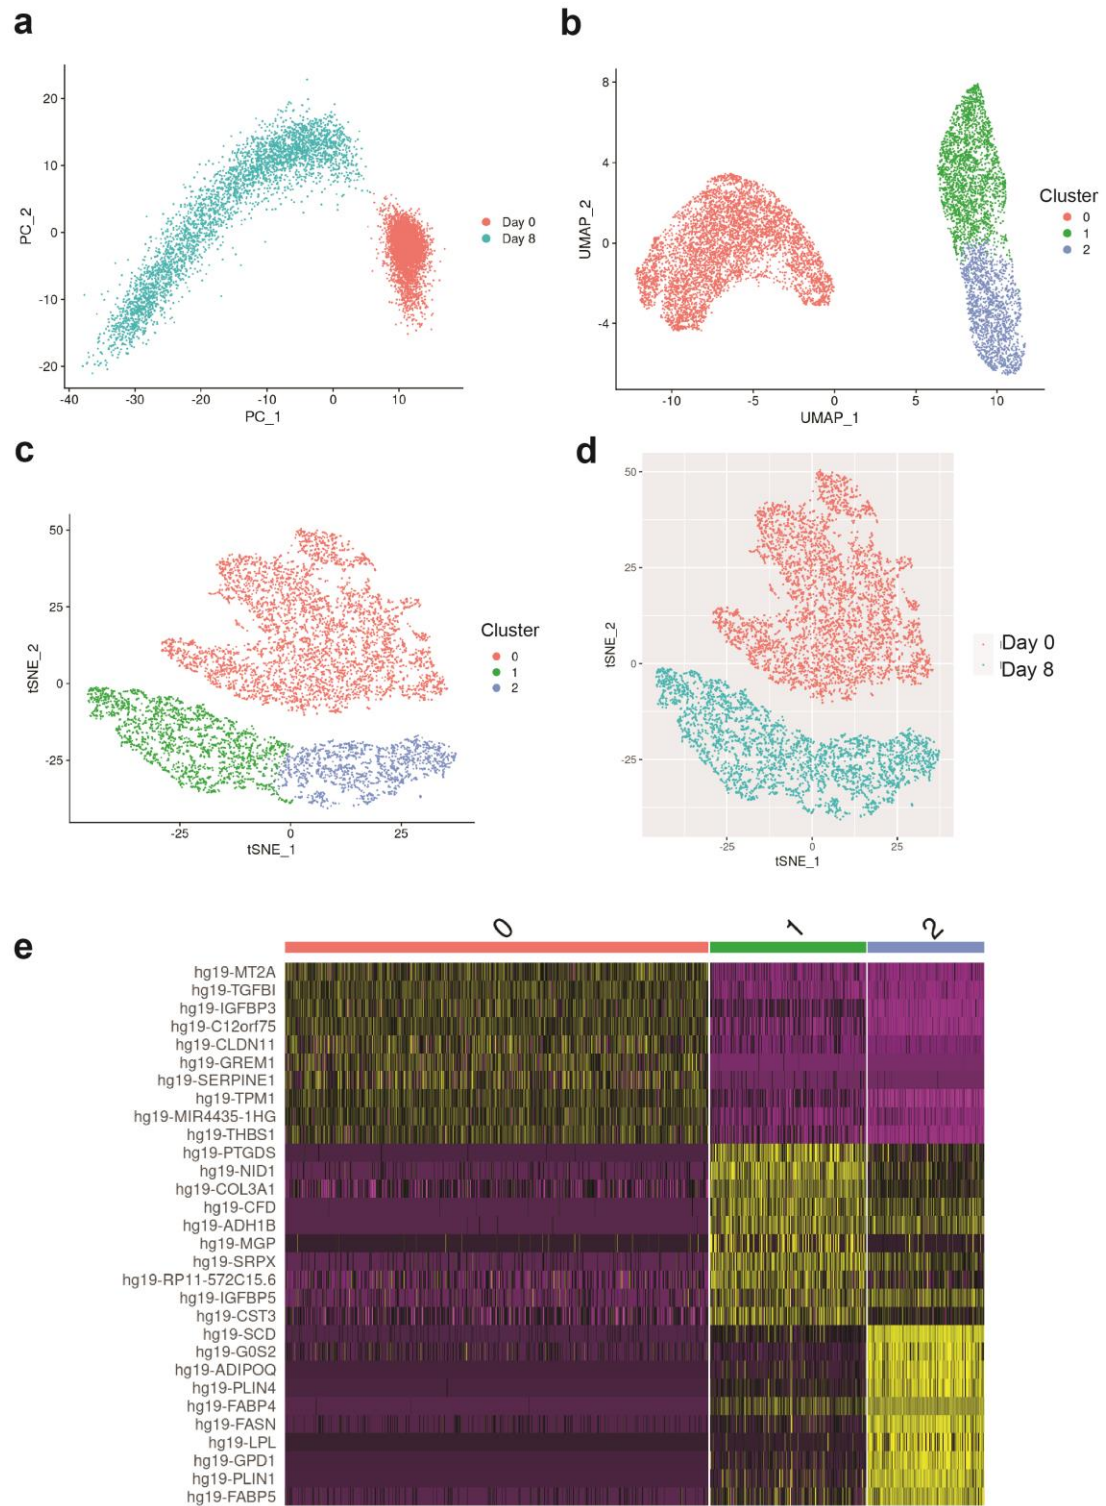 a
20
10
0
-10
-20
-40
-30
-20
-10
0
10
PC_2
PC_1
Day 0
Day 8
b
8
4
0
-4
-10
-5
0
5
10
UMAP_2
UMAP_1
Cluster
0
1
2
c
50
25
0
-25
-25
0
25
tSNE_2
tSNE_1
Cluster
0
1
2
d
50
25
0
-25
-25
0
25
tSNE_2
tSNE_1
Day 0
Day 8
e
0
1
2
hg19-MT2A
hg19-TGFBI
hg19-IGFBP3
hg19-C12orf75
hg19-CLDN11
hg19-GREM1
hg19-SERPINE1
hg19-TPM1
hg19-MIR4435-1HG
hg19-THBS1
hg19-PTGDS
hg19-NID1
hg19-COL3A1
hg19-CFD
hg19-ADH1B
hg19-MGP
hg19-SRPX
hg19-RP11-572C15.6
hg19-IGFBP5
hg19-CST3
hg19-SCD
hg19-G0S2
hg19-ADIPOQ
hg19-PLIN4
hg19-FABP4
hg19-FASN
hg19-LPL
hg19-GPD1
hg19-PLIN1
hg19-FABP5